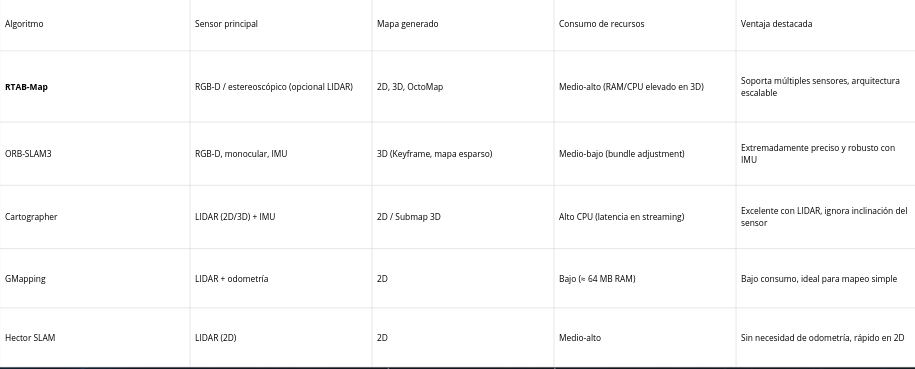 Algoritmo
Sensor principal
Mapa generado
Consumo de recursos
Ventaja destacada
RTAB-Map
RGB-D / estereoscópico (opcional LIDAR)
2D, 3D, OctoMap
Medio-alto (RAM/CPU elevado en 3D)
Soporta múltiples sensores, arquitectura
escalable
ORB-SLAM3
RGB-D, monocular, IMU
3D (Keyframe, mapa esparso)
Medio-bajo (bundle adjustment)
Extremadamente preciso y robusto con
IMU
Cartographer
LIDAR (2D/3D) + IMU
2D / Submap 3D
Alto CPU (latencia en streaming)
Excelente con LIDAR, ignora inclinación del
sensor
GMapping
LIDAR + odometría
2D
Bajo (≈ 64 MB RAM)
Bajo consumo, ideal para mapeo simple
Hector SLAM
LIDAR (2D)
2D
Medio-alto
Sin necesidad de odometría, rápido en 2D